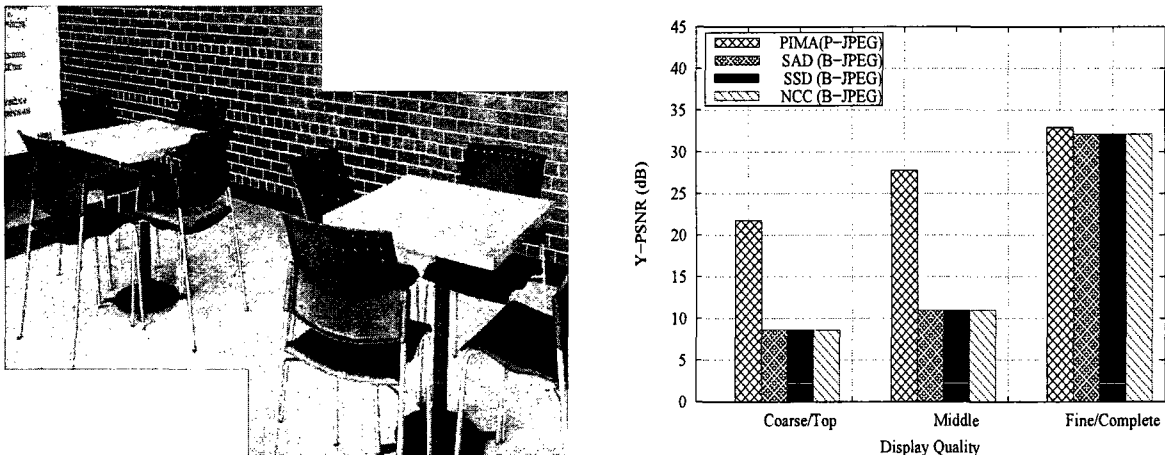 45
40
35
30
25
20
15
10
5
0
Y-PSNR (dB)
PIMA(P-JPEG)
SAD (B-JPEG)
SSD (B-JPEG)
NCC (B-JPEG)
Coarse/Top Middle Fine/Complete
Display Quality